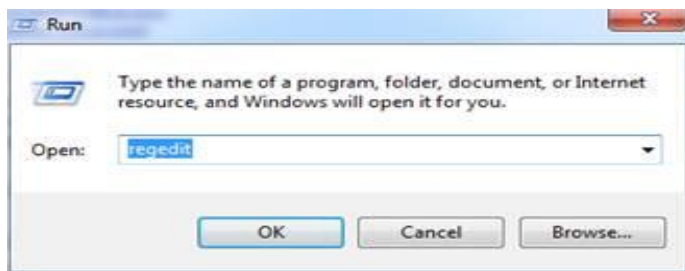 Run
Type the name of a program, folder, document, or Internet
resource, and Windows will open it for you.
Open: regedit
OK Cancel Browse...